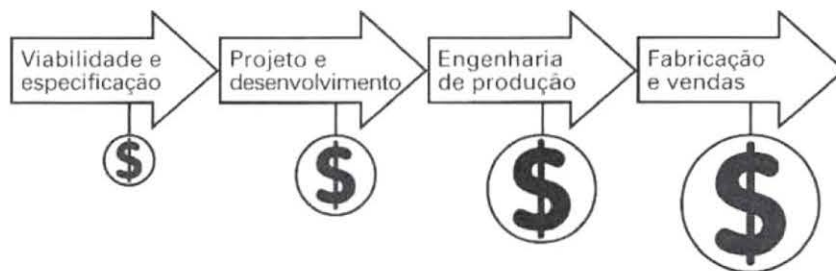 Viabilidade e
especificação
Projeto e
desenvolvimento
Engenharia
de produção
Fabricação
e vendas
$
$
$
$